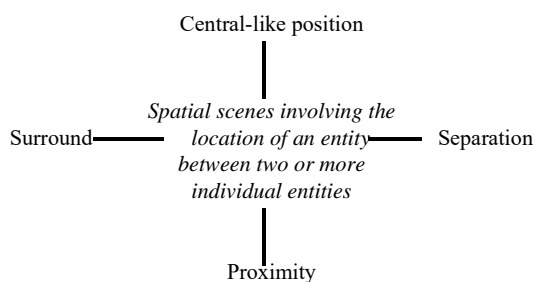 Central-like position
Spatial scenes involving the
Surround location of an entity Separation
between two or more
individual entities
Proximity